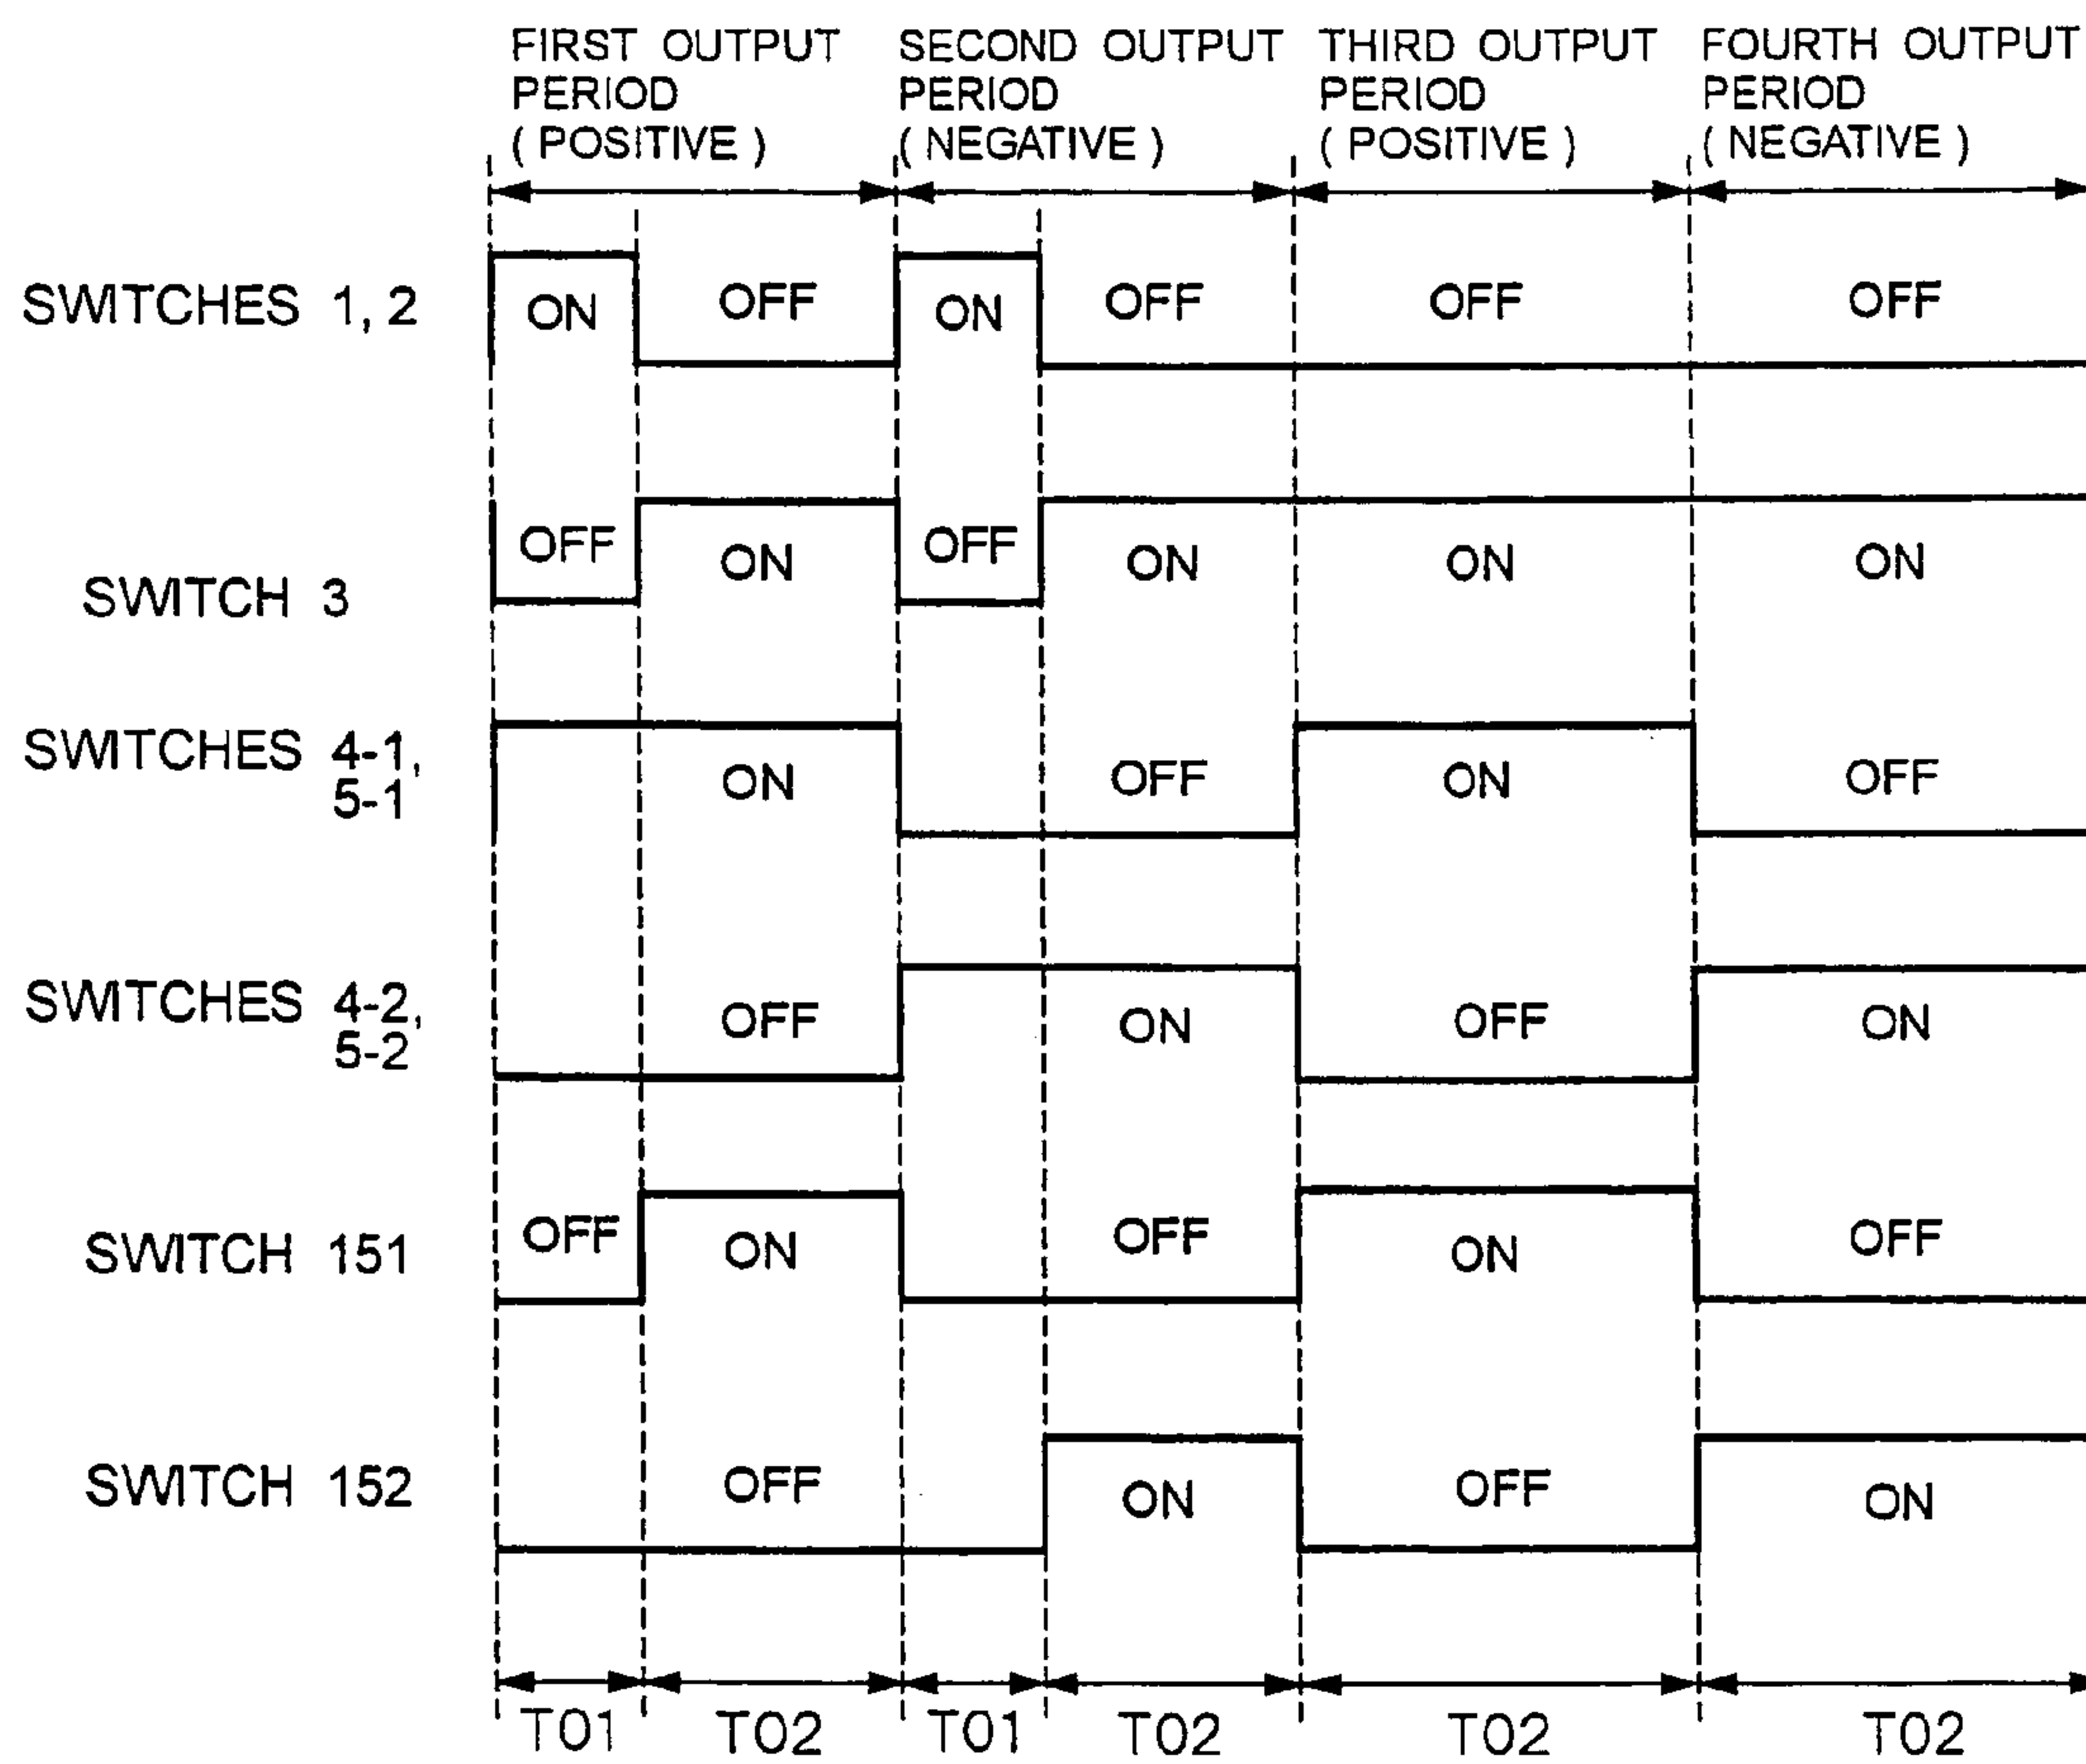 FIRST OUTPUT PERIOD ( POSITIVE )
SECOND OUTPUT PERIOD ( NEGATIVE )
THIRD OUTPUT PERIOD ( POSITIVE )
FOURTH OUTPUT PERIOD ( NEGATIVE )
SWITCHES 1, 2
ON OFF ON OFF OFF OFF
SWITCH 3
OFF ON OFF ON ON ON
SWITCHES 4-1,
5-1
ON OFF ON OFF
SWITCHES 4-2,
5-2
OFF ON OFF ON
SWITCH 151
OFF ON OFF ON OFF
SWITCH 152
OFF ON OFF ON
T01 T02 T01 T02 T02 T02